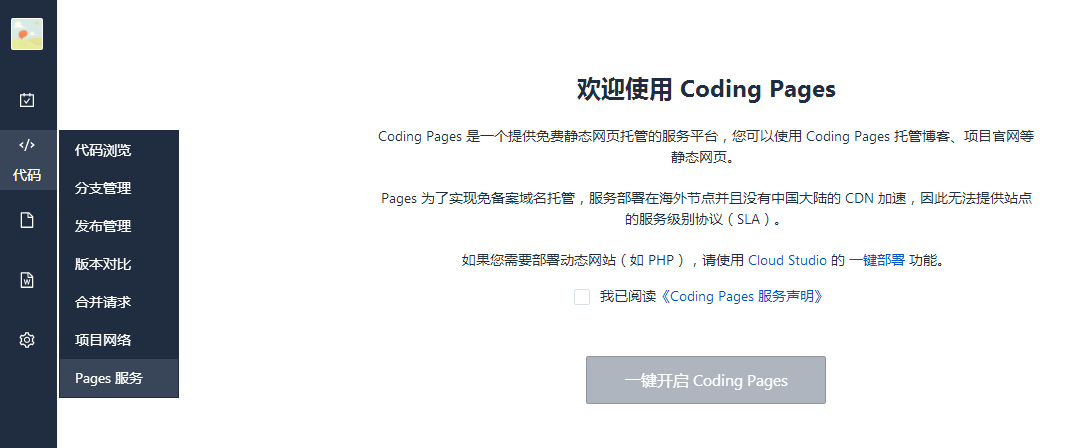 代码
代码浏览
分支管理
发布管理
版本对比
合并请求
项目网络
Pages 服务
欢迎使用 Coding Pages
Coding Pages 是一个提供免费静态网页托管的服务平台，您可以使用 Coding Pages 托管博客、项目官网等
静态网页。
Pages 为了实现免备案域名托管，服务部署在海外节点并且没有中国大陆的 CDN 加速，因此无法提供站点
的服务级别协议（SLA）。
如果您需要部署动态网站（如 PHP），请使用 Cloud Studio 的 一键部署 功能。
我已阅读《Coding Pages 服务声明》
一键开启 Coding Pages